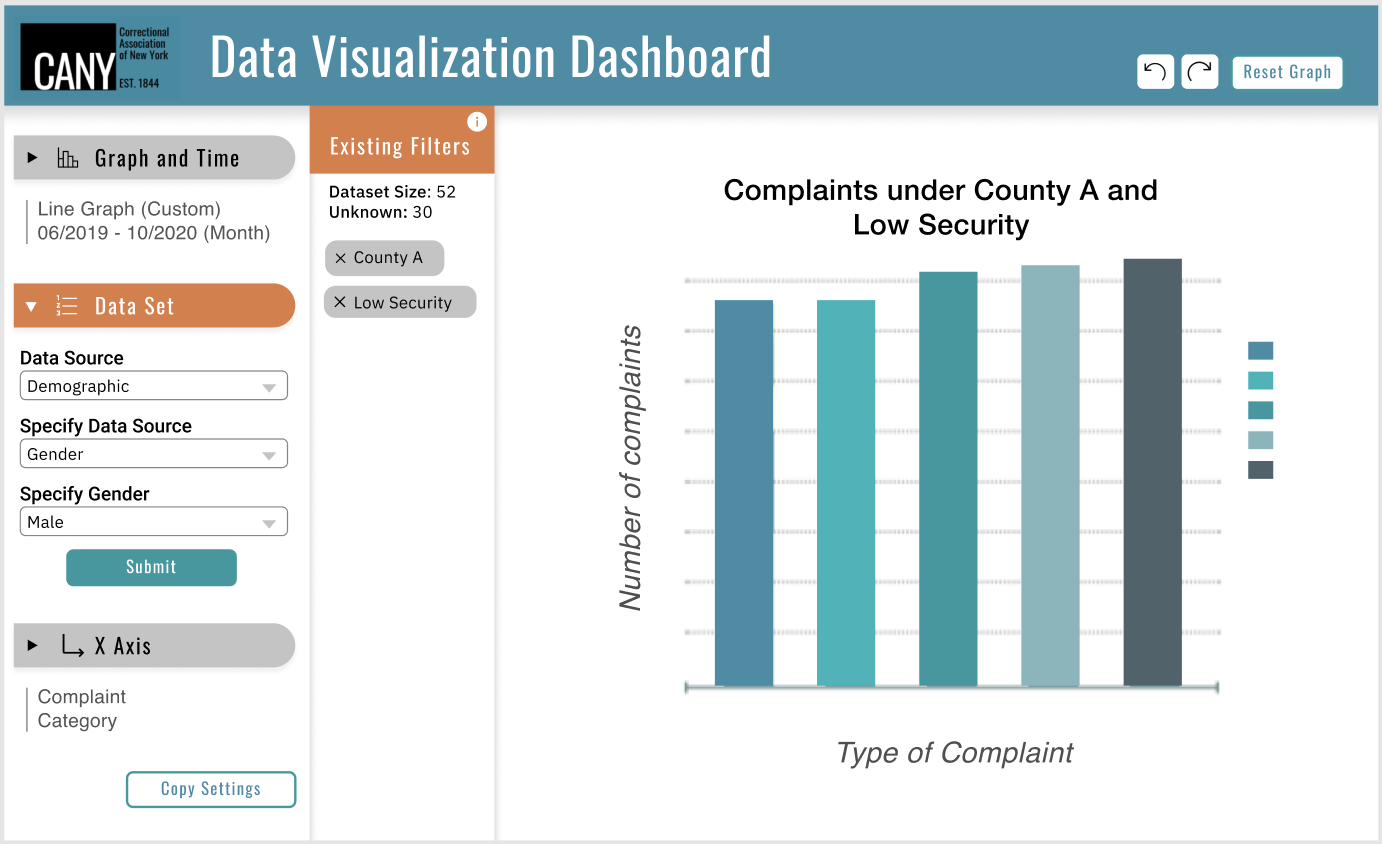 CANY
Correctional
Association
of New York
EST. 1844
Data Visualization Dashboard
Reset Graph
Graph and Time
Line Graph (Custom)
06/2019 - 10/2020 (Month)
1
2
3
Data Set
Data Source
Demographic
Specify Data Source
Gender
Specify Gender
Male
Submit
X Axis
Complaint
Category
Copy Settings
i
Existing Filters
Dataset Size: 52
Unknown: 30
× County A
× Low Security
Complaints under County A and
Low Security
Number of complaints
Type of Complaint